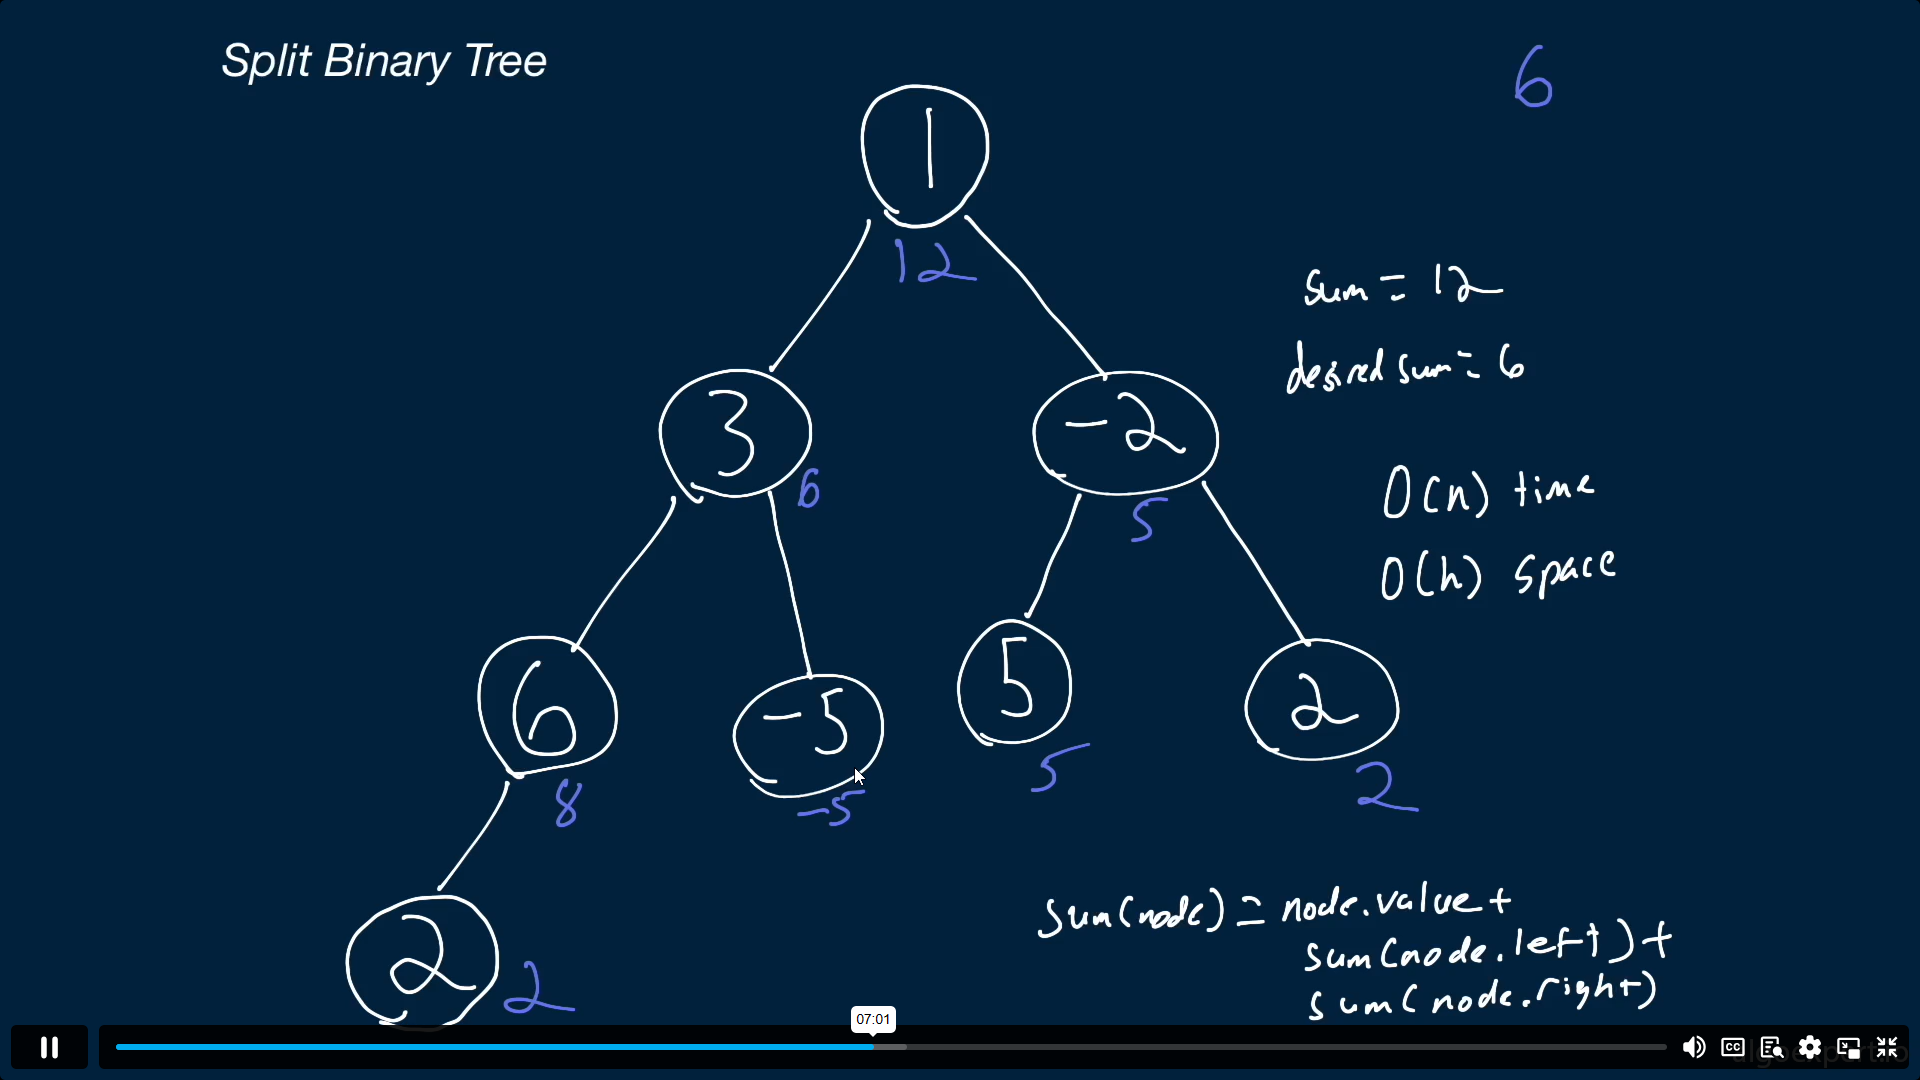 Split Binary Tree
6
1
12
sum = 12
desired sum = 6
3
6
-2
5
O(n) time
O(h) space
6
8
-5
-5
5
5
2
2
sum(node) = node.value +
sum(node.left) +
sum(node.right)
2
2
07:01
CC